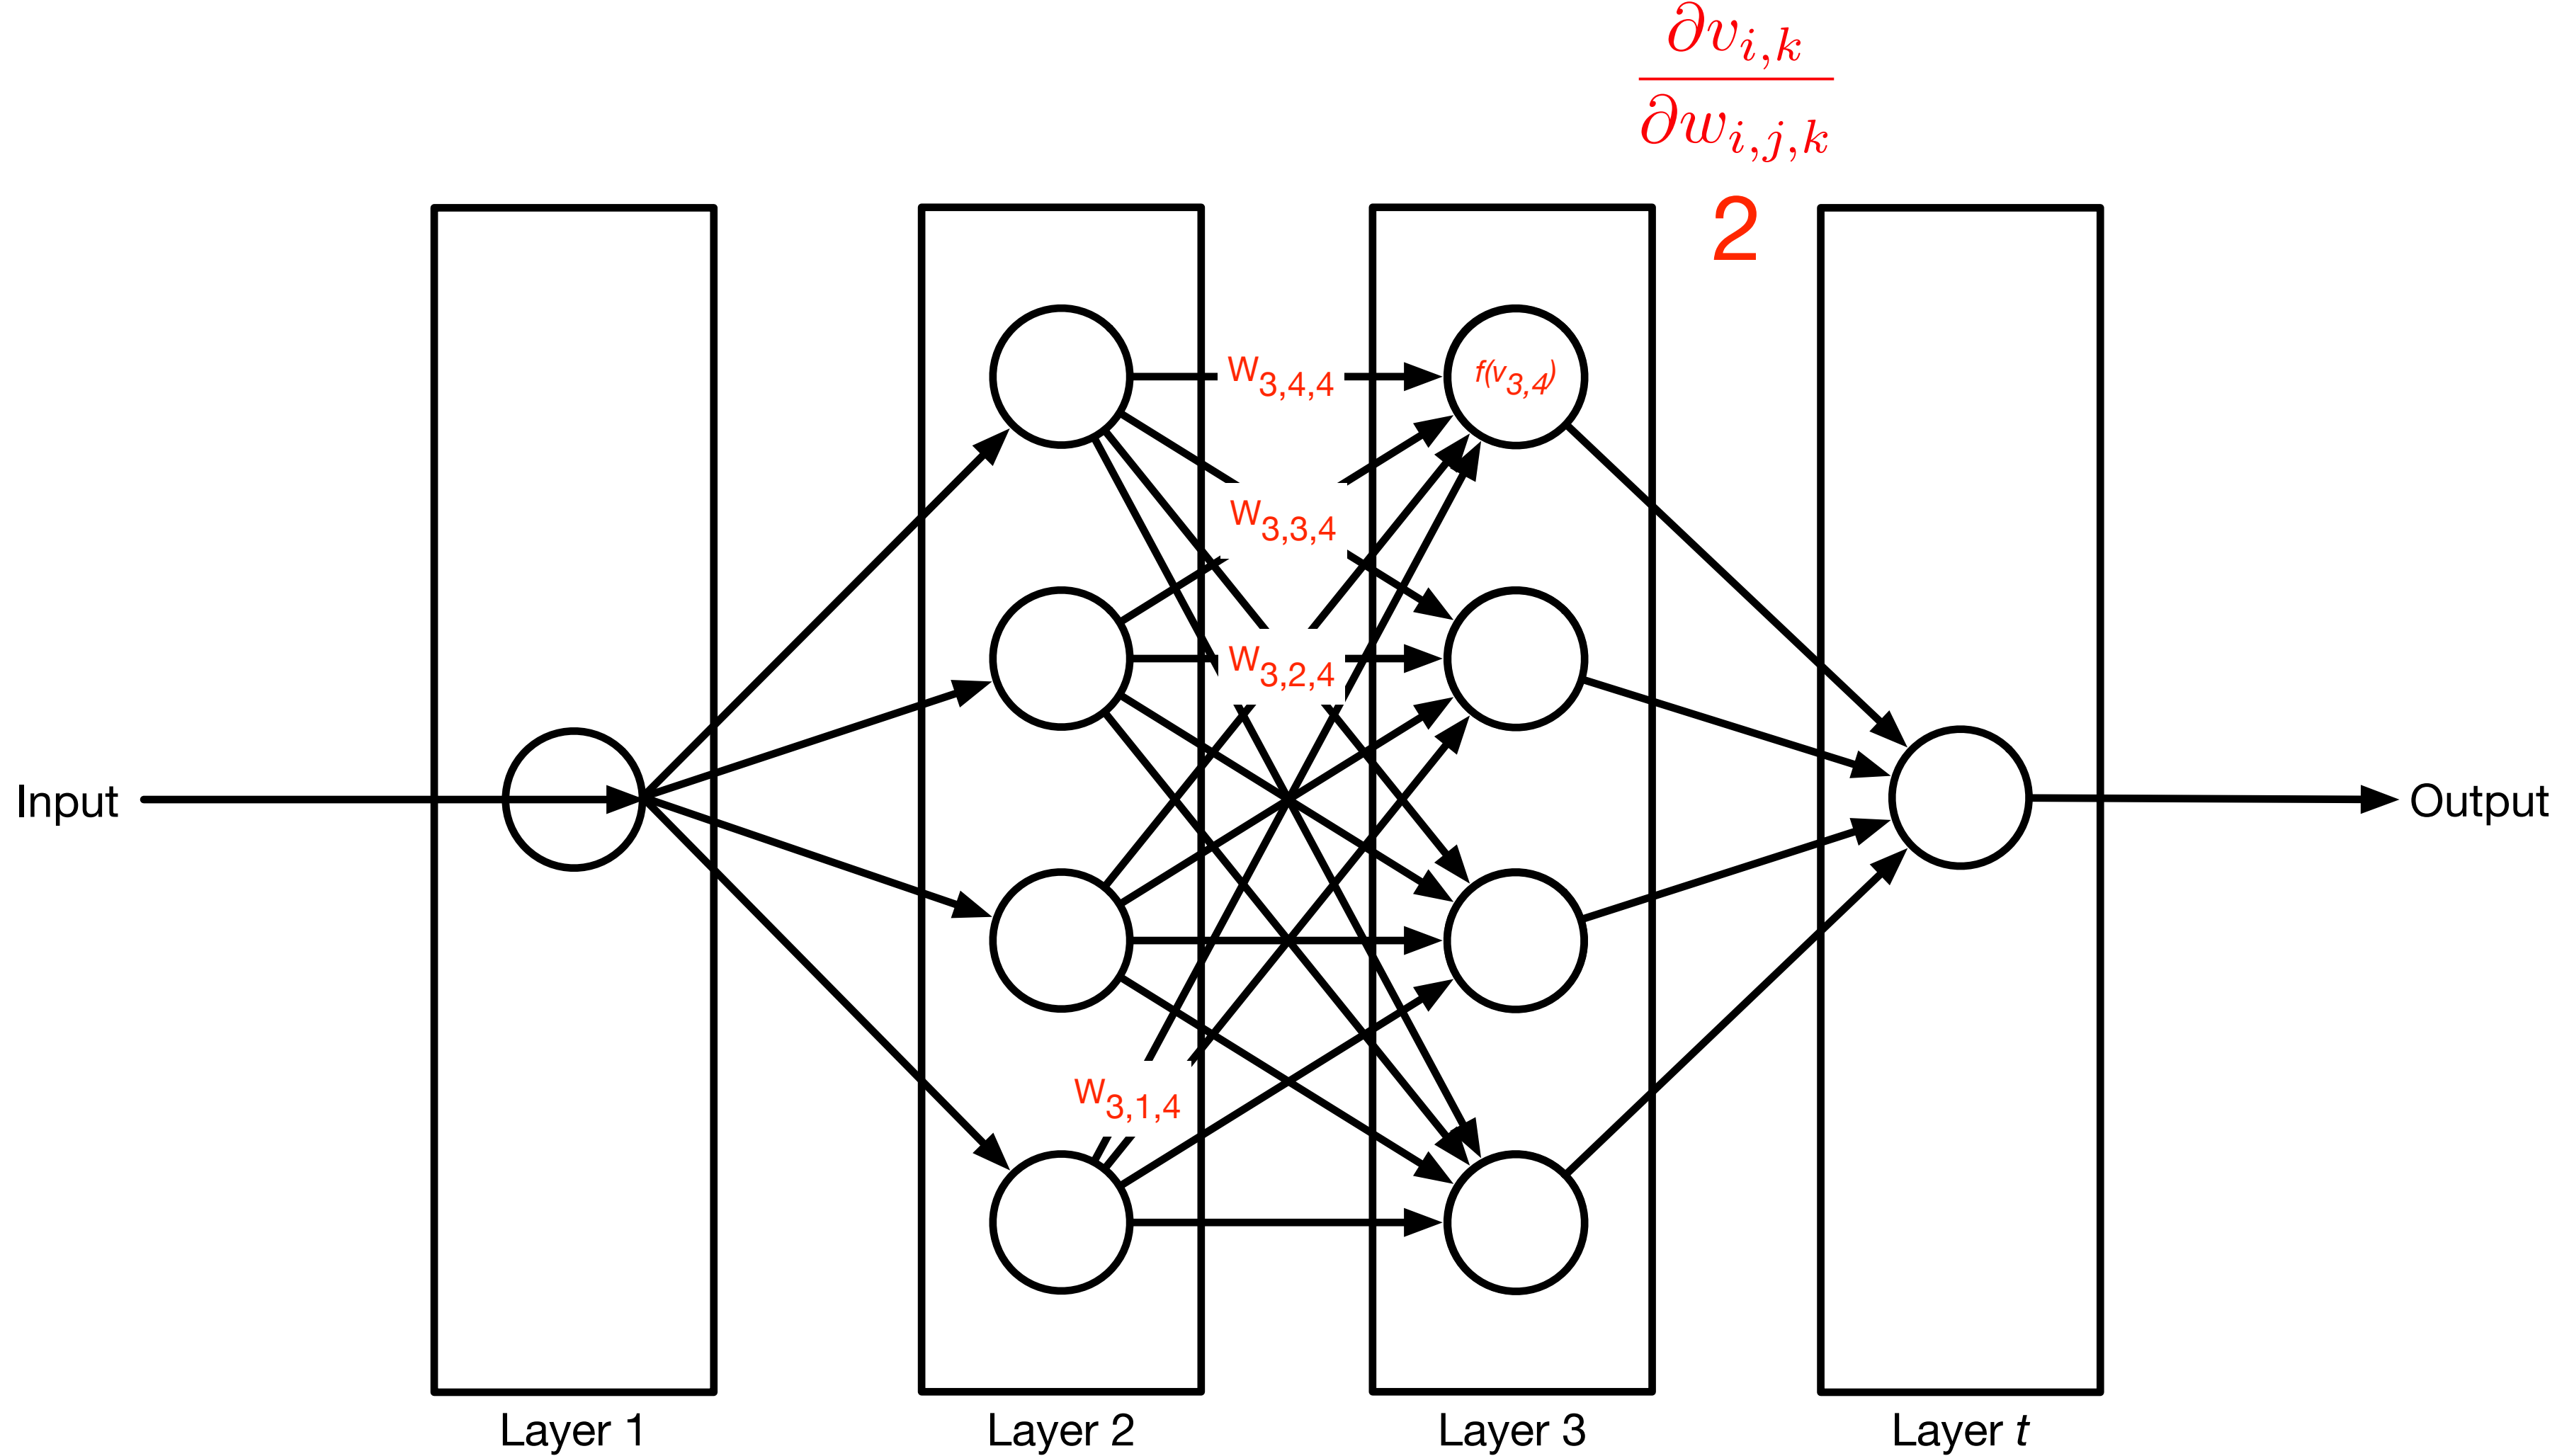 ∂v_{i,k}
∂w_{i,j,k}
2
w_{3,4,4}
f(v_{3,4})
w_{3,3,4}
w_{3,2,4}
Input
Output
w_{3,1,4}
Layer 1
Layer 2
Layer 3
Layer t